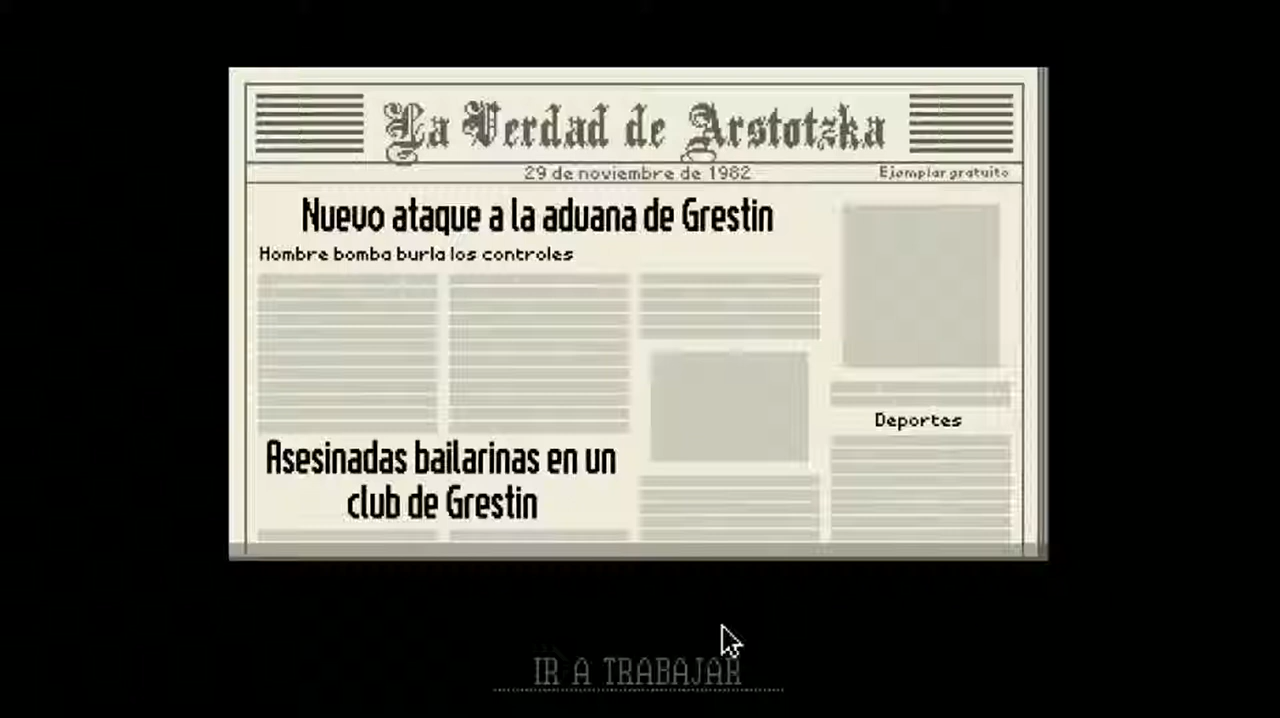 La Verdad de Arstotzka
29 de noviembre de 1982
Ejemplar gratuito
Nuevo ataque a la aduana de Grestin
Hombre bomba burla los controles
Deportes
Asesinadas bailarinas en un
club de Grestin
IR A TRABAJAR